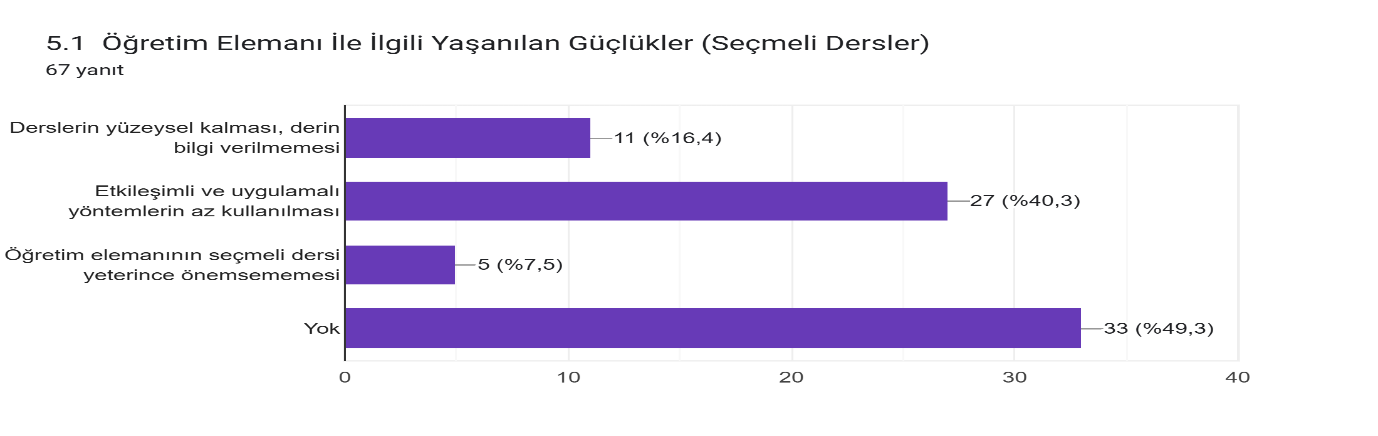 5.1 Öğretim Elemanı İle İlgili Yaşanılan Güçlükler (Seçmeli Dersler)
67 yanıt
Derslerin yüzeysel kalması, derin
bilgi verilmemesi
11 (%16,4)
Etkileşimli ve uygulamalı
yöntemlerin az kullanılması
27 (%40,3)
Öğretim elemanının seçmeli dersi
yeterince önemsememesi
5 (%7,5)
Yok
33 (%49,3)
0 10 20 30 40